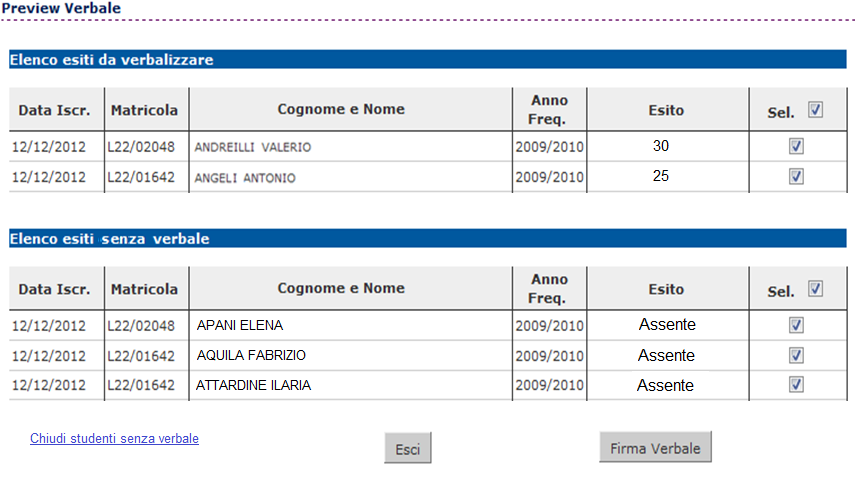 Preview Verbale
Elenco esiti da verbalizzare
Data Iscr. Matricola Cognome e Nome Anno Freq. Esito Sel.
12/12/2012 L22/02048 ANDREILLI VALERIO 2009/2010 30
12/12/2012 L22/01642 ANGELI ANTONIO 2009/2010 25
Elenco esiti senza verbale
Data Iscr. Matricola Cognome e Nome Anno Freq. Esito Sel.
12/12/2012 L22/02048 APANI ELENA 2009/2010 Assente
12/12/2012 L22/01642 AQUILA FABRIZIO 2009/2010 Assente
12/12/2012 L22/01642 ATTARDINE ILARIA 2009/2010 Assente
Chiudi studenti senza verbale Esci Firma Verbale